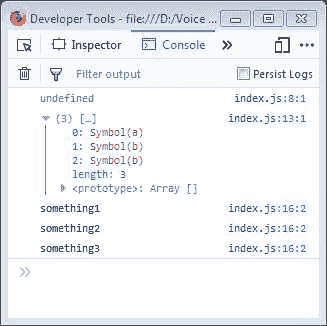 Developer Tools - file:///D:/Voice ...
Inspector Console »
Filter output Persist Logs
undefined index.js:8:1
(3) […] index.js:13:1
0: Symbol(a)
1: Symbol(b)
2: Symbol(b)
length: 3
<prototype>: Array []
something1 index.js:16:2
something2 index.js:16:2
something3 index.js:16:2
»